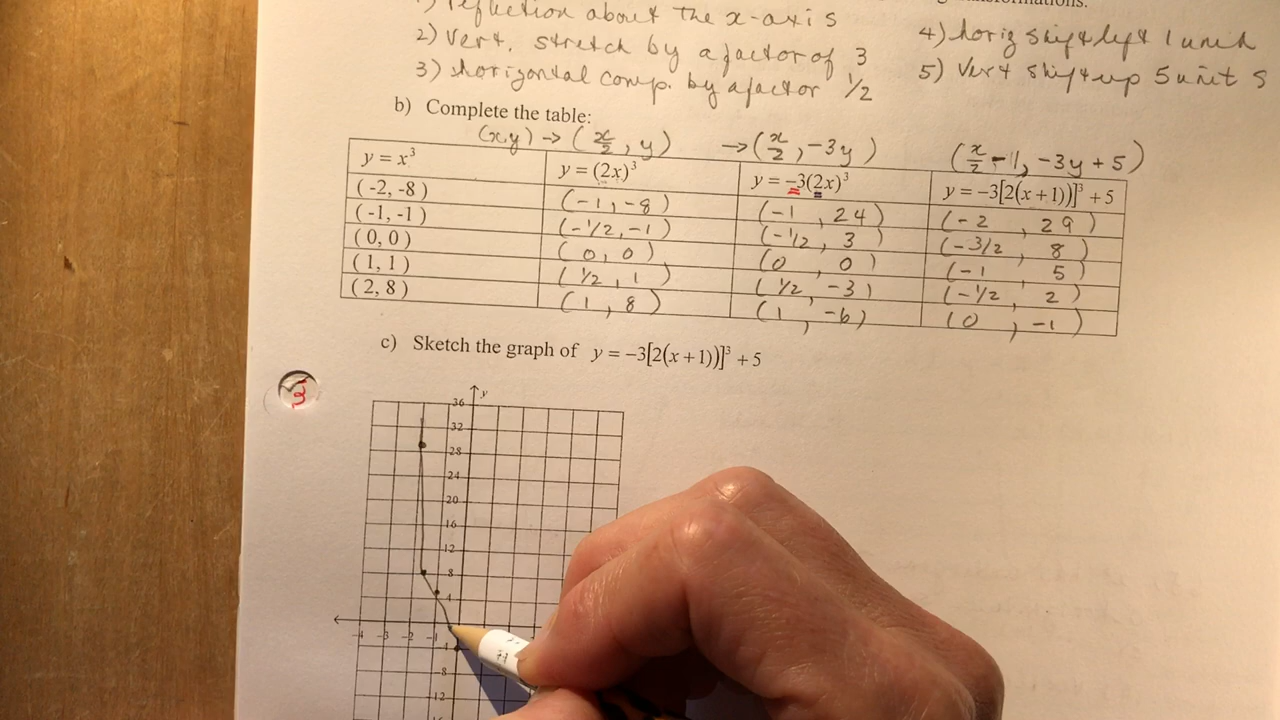 1) reflection about the x-axis
2) Vert. stretch by a factor of 3
3) horizontal comp. by a factor 1/2
4) horiz shift left 1 unit
5) Vert shift up 5 units
b) Complete the table:
(x,y) → (x/2, y) → (x/2, -3y) (x/2 - 1, -3y + 5)
y = x³ y = (2x)³ y = −3(2x)³ y = −3[2(x+1))]³ + 5
(-2, -8) (-1, -8) (-1, 24) (-2, 29)
(-1, -1) (-1/2, -1) (-1/2, 3) (-3/2, 8)
(0, 0) (0, 0) (0, 0) (-1, 5)
(1, 1) (1/2, 1) (1/2, -3) (-1/2, 2)
(2, 8) (1, 8) (1, -6) (0, -1)
c) Sketch the graph of y = −3[2(x+1))]³ + 5
3
y
36
32
28
24
20
16
12
8
4
-4 -3 -2 -1
-4
-8
-12